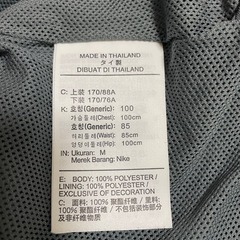 MADE IN THAILAND
タイ製
DIBUAT DI THAILAND
C: 上装 170/88A
下装 170/76A
K: 호칭(Generic): 100
가슴둘레(Chest): 100cm
호칭(Generic): 85
허리둘레(Waist): 85cm
엉덩이둘레(Hip): 100cm
IN: Ukuran: M
Merek Barang: Nike
E: BODY: 100% POLYESTER/
LINING: 100% POLYESTER/
EXCLUSIVE OF DECORATION
C: 面料: 100% 聚酯纤维/
里料: 100% 聚酯纤维/
不包括装饰部分